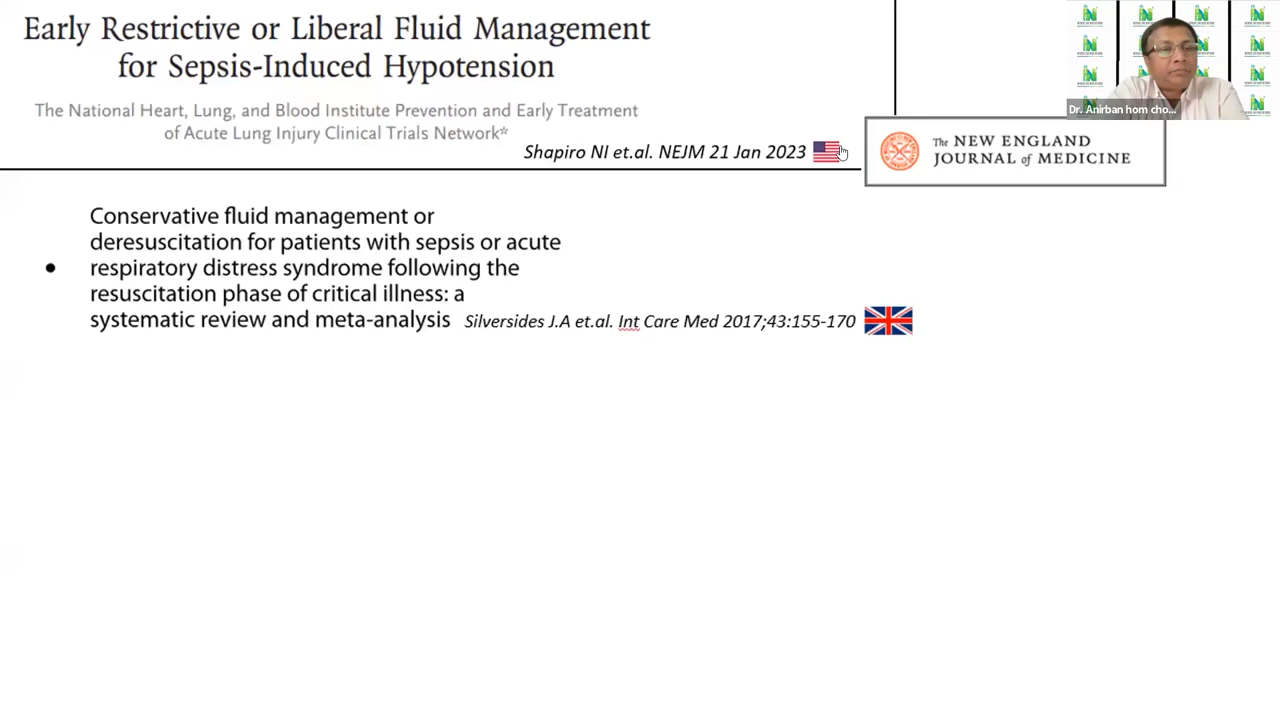 Early Restrictive or Liberal Fluid Management
for Sepsis-Induced Hypotension
The National Heart, Lung, and Blood Institute Prevention and Early Treatment
of Acute Lung Injury Clinical Trials Network*
Shapiro NI et.al. NEJM 21 Jan 2023
The NEW ENGLAND
JOURNAL of MEDICINE
Dr. Anirban hom cho...
Conservative fluid management or
deresuscitation for patients with sepsis or acute
• respiratory distress syndrome following the
resuscitation phase of critical illness: a
systematic review and meta-analysis Silversides J.A et.al. Int Care Med 2017;43:155-170